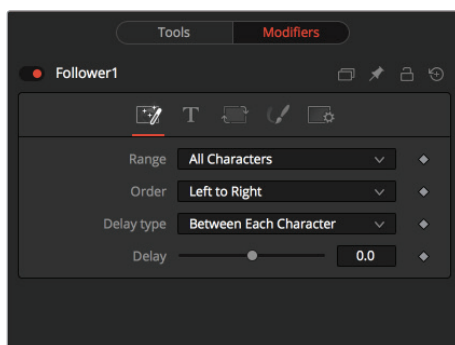 Tools Modifiers
Follower1
T
Range All Characters
Order Left to Right
Delay type Between Each Character
Delay 0.0